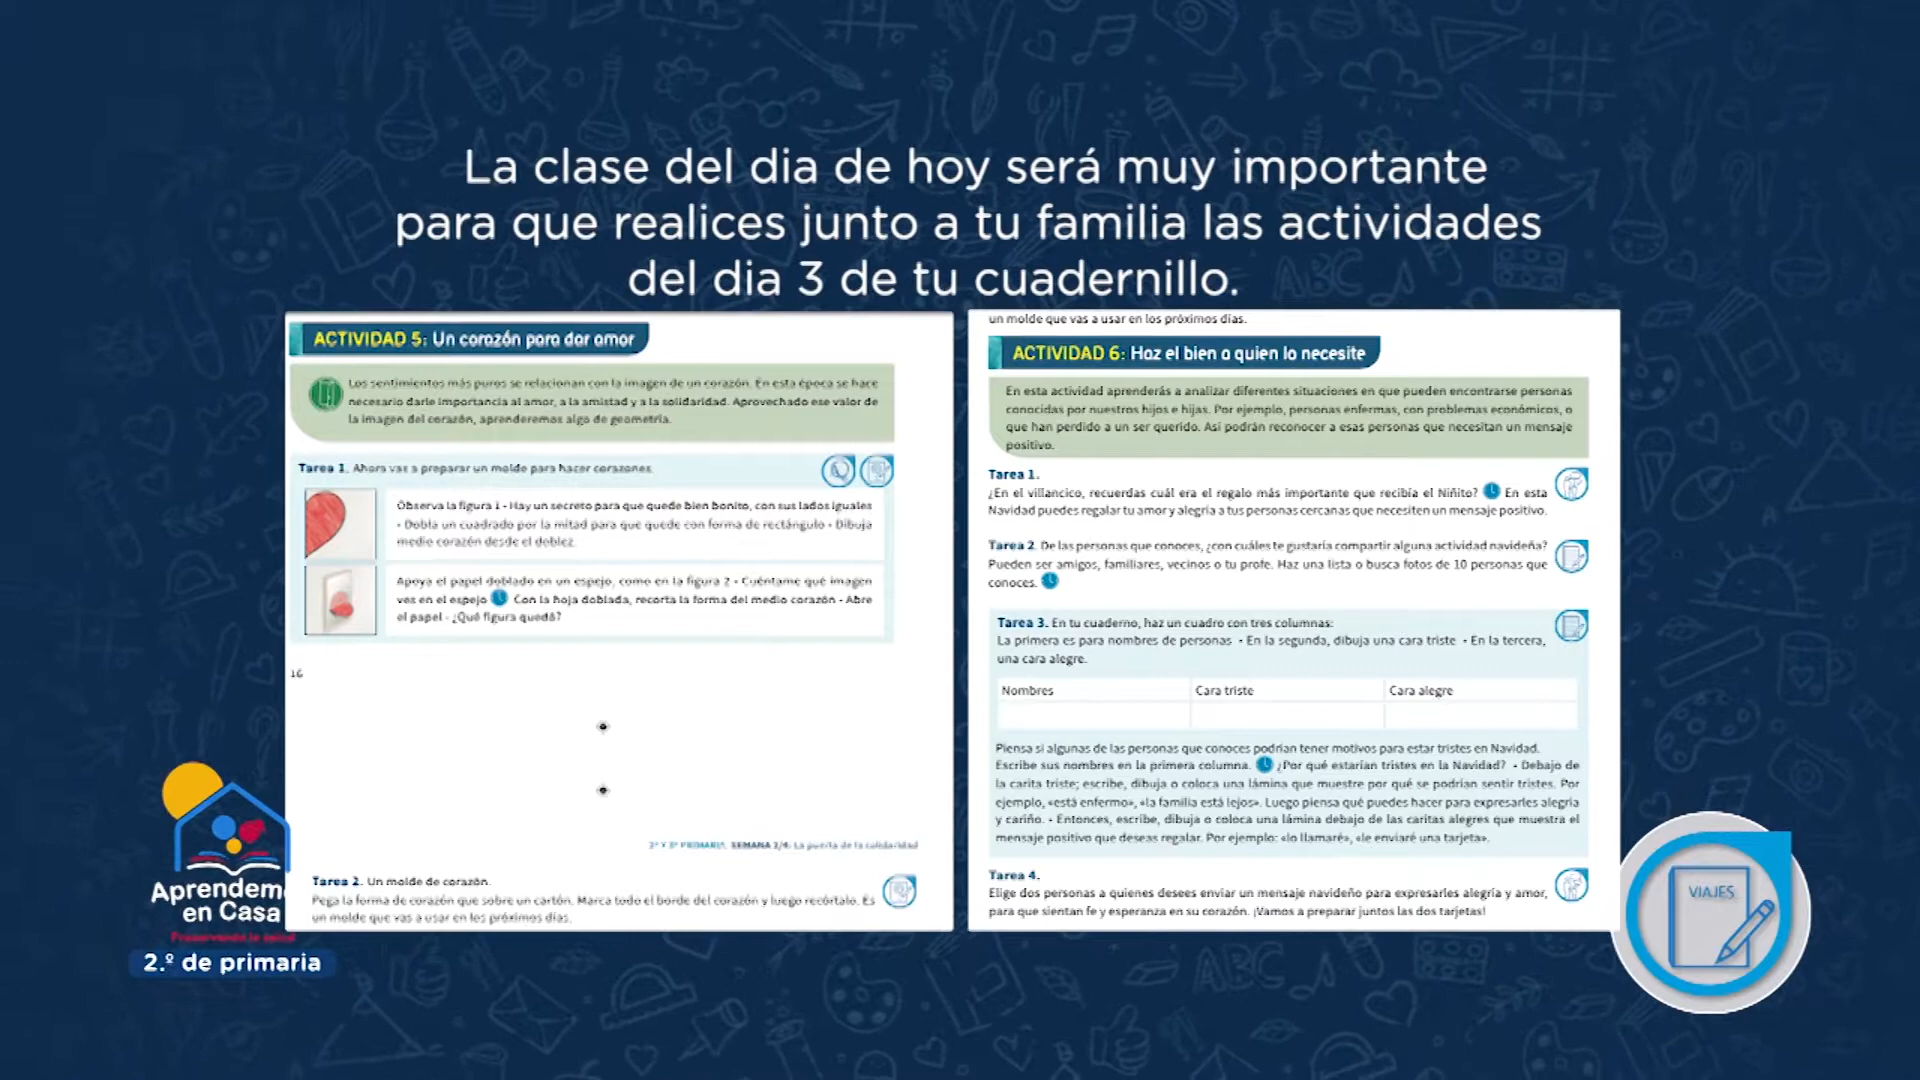 La clase del dia de hoy será muy importante
para que realices junto a tu familia las actividades
del dia 3 de tu cuadernillo.
ACTIVIDAD 5: Un corazón para dar amor
Los sentimientos más puros se relacionan con la imagen de un corazón. En esta época se hace
necesario darle importancia al amor, a la amistad y a la solidaridad. Aprovechado ese valor de
la imagen del corazón, aprenderemos algo de geometría.
Tarea 1. Ahora vas a preparar un molde para hacer corazones.
Observa la figura 1 - Hay un secreto para que quede bien bonito, con sus lados iguales
- Dobla un cuadrado por la mitad para que quede con forma de rectángulo - Dibuja
medio corazón desde el doblez.
Apoya el papel doblado en un espejo, como en la figura 2 - Cuéntame qué imagen
ves en el espejo Con la hoja doblada, recorta la forma del medio corazón - Abre
el papel - ¿Qué figura quedó?
16
2° Y 3° PRIMARIA. SEMANA 3/4: La puerta de la solidaridad
Tarea 2. Un molde de corazón.
Pega la forma de corazón que sobre un cartón. Marca todo el borde del corazón y luego recórtalo. Es
un molde que vas a usar en los próximos días.
un molde que vas a usar en los próximos días.
ACTIVIDAD 6: Haz el bien a quien lo necesite
En esta actividad aprenderás a analizar diferentes situaciones en que pueden encontrarse personas
conocidas por nuestros hijos e hijas. Por ejemplo, personas enfermas, con problemas económicos, o
que han perdido a un ser querido. Así podrán reconocer a esas personas que necesitan un mensaje
positivo.
Tarea 1.
¿En el villancico, recuerdas cuál era el regalo más importante que recibía el Niñito? En esta
Navidad puedes regalar tu amor y alegría a tus personas cercanas que necesiten un mensaje positivo.
Tarea 2. De las personas que conoces, ¿con cuáles te gustaría compartir alguna actividad navideña?
Pueden ser amigos, familiares, vecinos o tu profe. Haz una lista o busca fotos de 10 personas que
conoces.
Tarea 3. En tu cuaderno, haz un cuadro con tres columnas:
La primera es para nombres de personas - En la segunda, dibuja una cara triste - En la tercera,
una cara alegre.
Nombres Cara triste Cara alegre
Piensa si algunas de las personas que conoces podrían tener motivos para estar tristes en Navidad.
Escribe sus nombres en la primera columna. ¿Por qué estarían tristes en la Navidad? - Debajo de
la carita triste; escribe, dibuja o coloca una lámina que muestre por qué se podrían sentir tristes. Por
ejemplo, «está enfermo», «la familia está lejos». Luego piensa qué puedes hacer para expresarles alegría
y cariño. - Entonces, escribe, dibuja o coloca una lámina debajo de las caritas alegres que muestra el
mensaje positivo que deseas regalar. Por ejemplo: «lo llamaré», «le enviaré una tarjeta».
Tarea 4.
Elige dos personas a quienes desees enviar un mensaje navideño para expresarles alegría y amor,
para que sientan fe y esperanza en su corazón. ¡Vamos a preparar juntos las dos tarjetas!
Aprendem
en Casa
2.º de primaria
VIAJES
ABC
ABC